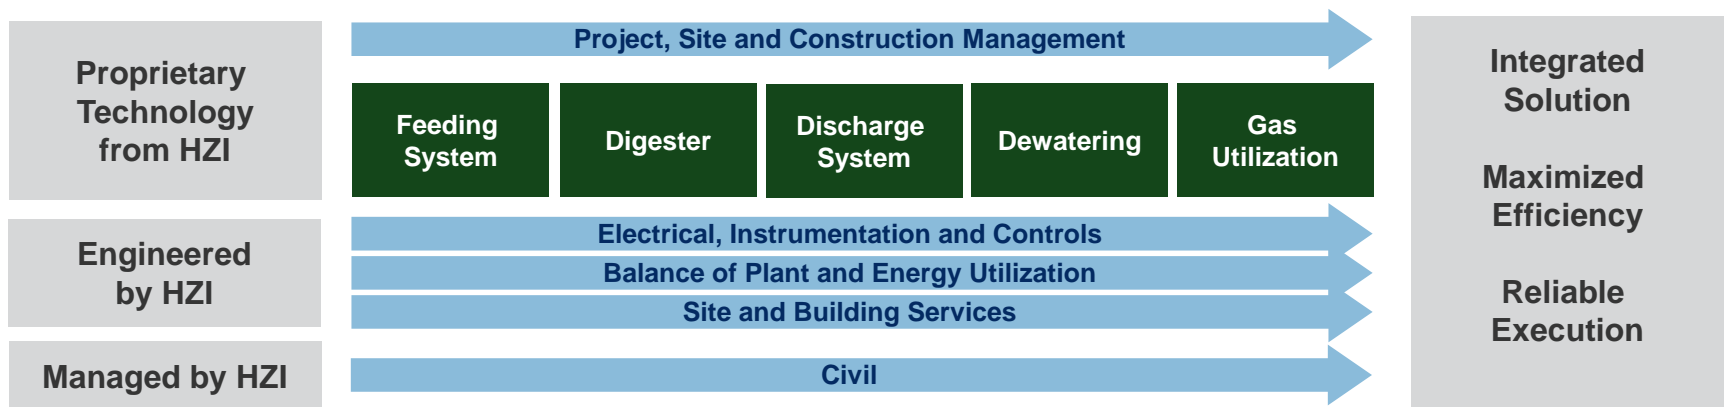 Proprietary
Technology
from HZI
Project, Site and Construction Management
Feeding
System
Digester
Discharge
System
Dewatering
Gas
Utilization
Engineered
by HZI
Electrical, Instrumentation and Controls
Balance of Plant and Energy Utilization
Site and Building Services
Managed by HZI
Civil
Integrated
Solution
Maximized
Efficiency
Reliable
Execution